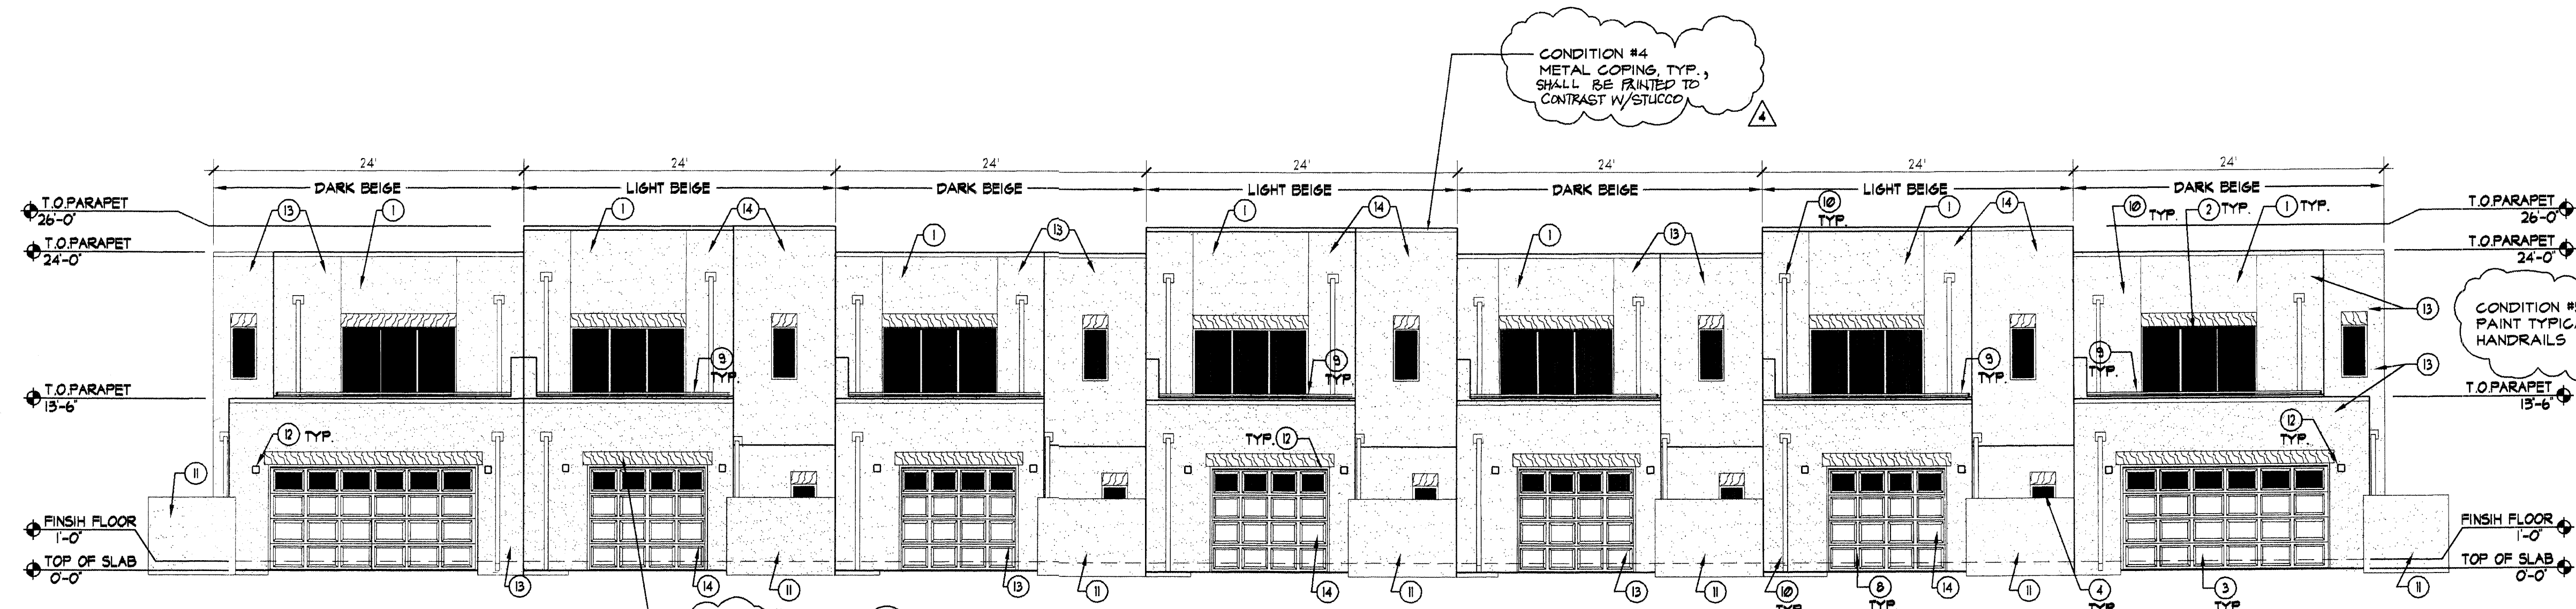 CONDITION #4
METAL COPING, TYP.,
SHALL BE PAINTED TO
CONTRAST W/STUCCO
4
24' 24' 24' 24' 24' 24' 24'
DARK BEIGE LIGHT BEIGE DARK BEIGE LIGHT BEIGE DARK BEIGE LIGHT BEIGE DARK BEIGE
T.O.PARAPET
26'-0"
T.O.PARAPET
24'-0"
T.O.PARAPET
13'-6"
FINSIH FLOOR
1'-0"
TOP OF SLAB
0'-0"
13 1 1 14 1 13 1 14 1 13 10 TYP. 1 14 10 TYP. 2 TYP. 1 TYP.
T.O.PARAPET
26'-0"
T.O.PARAPET
24'-0"
CONDITION
PAINT
HANDRAILS
13
13
9 TYP. 9 TYP. 9 TYP. 9 TYP.
T.O.PARAPET
13'-6"
12 TYP. TYP. 12 12 TYP.
11
FINSIH FLOOR
1'-0"
TOP OF SLAB
0'-0"
13 14 11 13 11 14 11 13 11 10 TYP. 8 TYP. 14 11 4 TYP. 3 TYP. 11